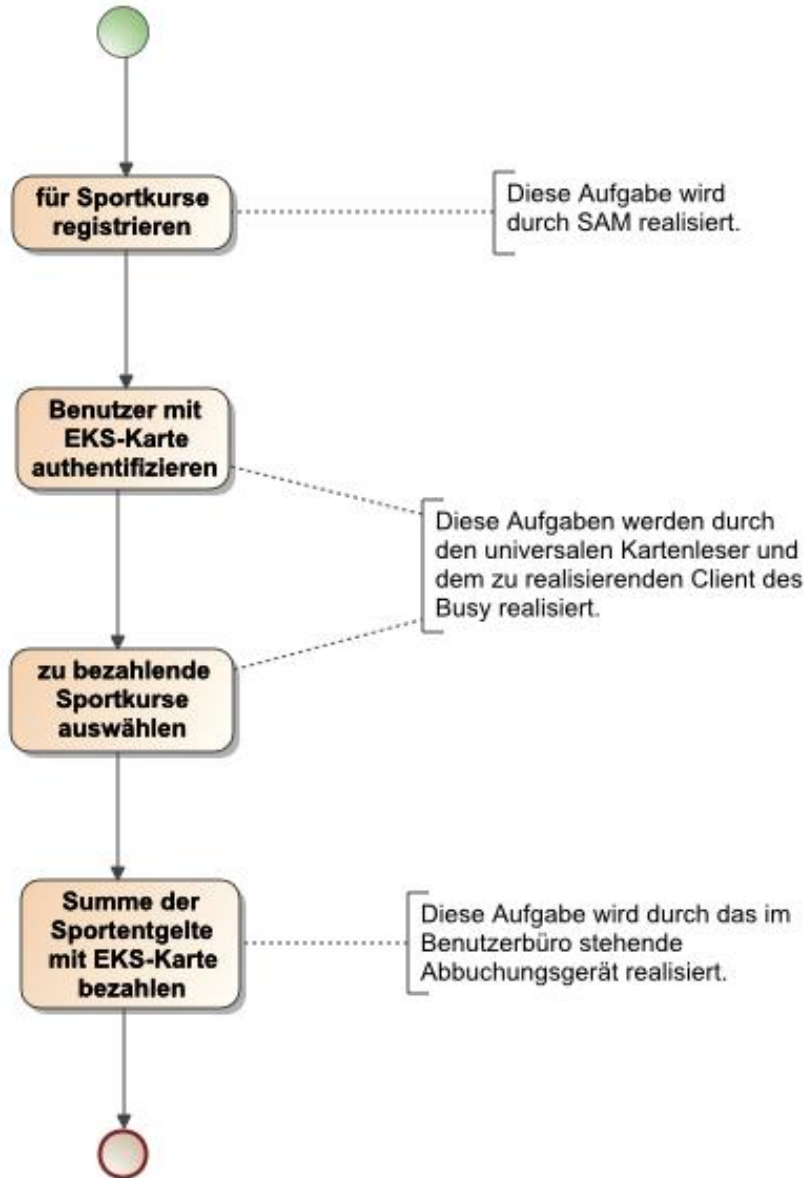 für Sportkurse
registrieren
Diese Aufgabe wird
durch SAM realisiert.
Benutzer mit
EKS-Karte
authentifizieren
Diese Aufgaben werden durch
den universalen Kartenleser und
dem zu realisierenden Client des
Busy realisiert.
zu bezahlende
Sportkurse
auswählen
Summe der
Sportentgelte
mit EKS-Karte
bezahlen
Diese Aufgabe wird durch das im
Benutzerbüro stehende
Abbuchungsgerät realisiert.